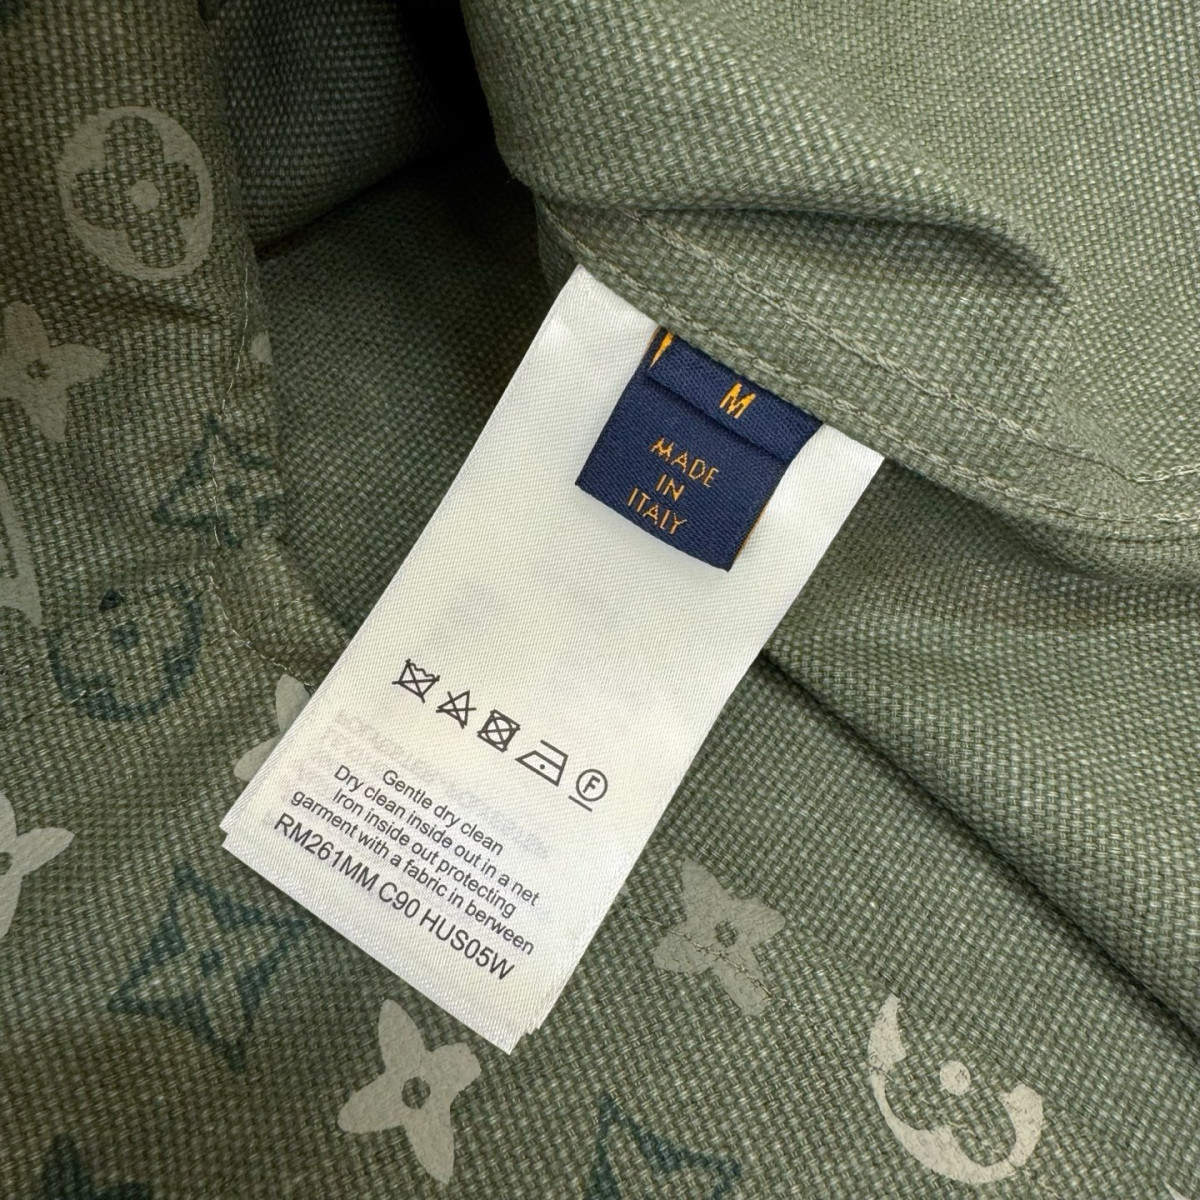 M
MADE
IN
ITALY
F
Gentle dry clean
Dry clean inside out in a net
Iron inside out protecting
garment with a fabric in berween
RM261MM C90 HUS05W